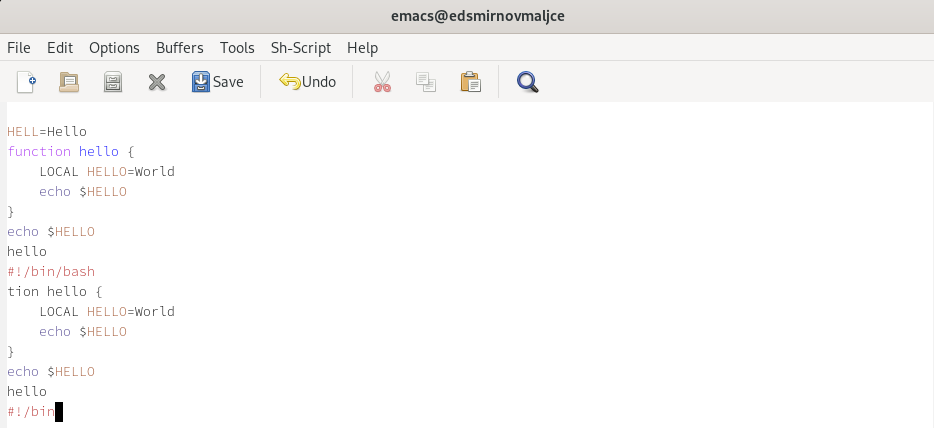 emacs@edsmirnovmaljce
File Edit Options Buffers Tools Sh-Script Help
Save Undo
HELL=Hello
function hello {
    LOCAL HELLO=World
    echo $HELLO
}
echo $HELLO
hello
#!/bin/bash
tion hello {
    LOCAL HELLO=World
    echo $HELLO
}
echo $HELLO
hello
#!/bin